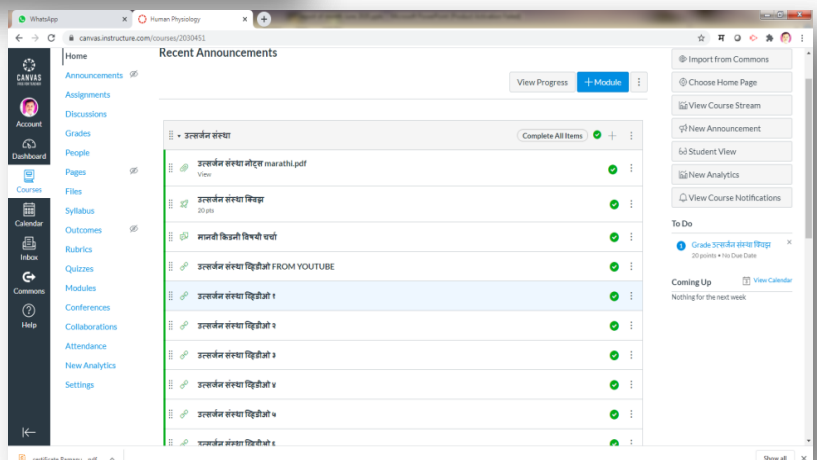 WhatsApp
Human Physiology
canvas.instructure.com/courses/2030451
CANVAS
Account
Dashboard
Courses
Calendar
Inbox
Commons
Help
Home
Announcements
Assignments
Discussions
Grades
People
Pages
Files
Syllabus
Outcomes
Rubrics
Quizzes
Modules
Conferences
Collaborations
Attendance
New Analytics
Settings
Recent Announcements
View Progress
+ Module
उत्सर्जन संस्था
Complete All Items
उत्सर्जन संस्था नोट्स marathi.pdf
View
उत्सर्जन संस्था क्विझ
20 pts
मानवी किडनी विषयी चर्चा
उत्सर्जन संस्था व्हिडीओ FROM YOUTUBE
उत्सर्जन संस्था व्हिडीओ १
उत्सर्जन संस्था व्हिडीओ २
उत्सर्जन संस्था व्हिडीओ ३
उत्सर्जन संस्था व्हिडीओ ४
उत्सर्जन संस्था व्हिडीओ ५
उत्सर्जन संस्था व्हिडीओ ६
Import from Commons
Choose Home Page
View Course Stream
New Announcement
Student View
New Analytics
View Course Notifications
To Do
1 Grade उत्सर्जन संस्था क्विझ
20 points • No Due Date
Coming Up
View Calendar
Nothing for the next week
Show all